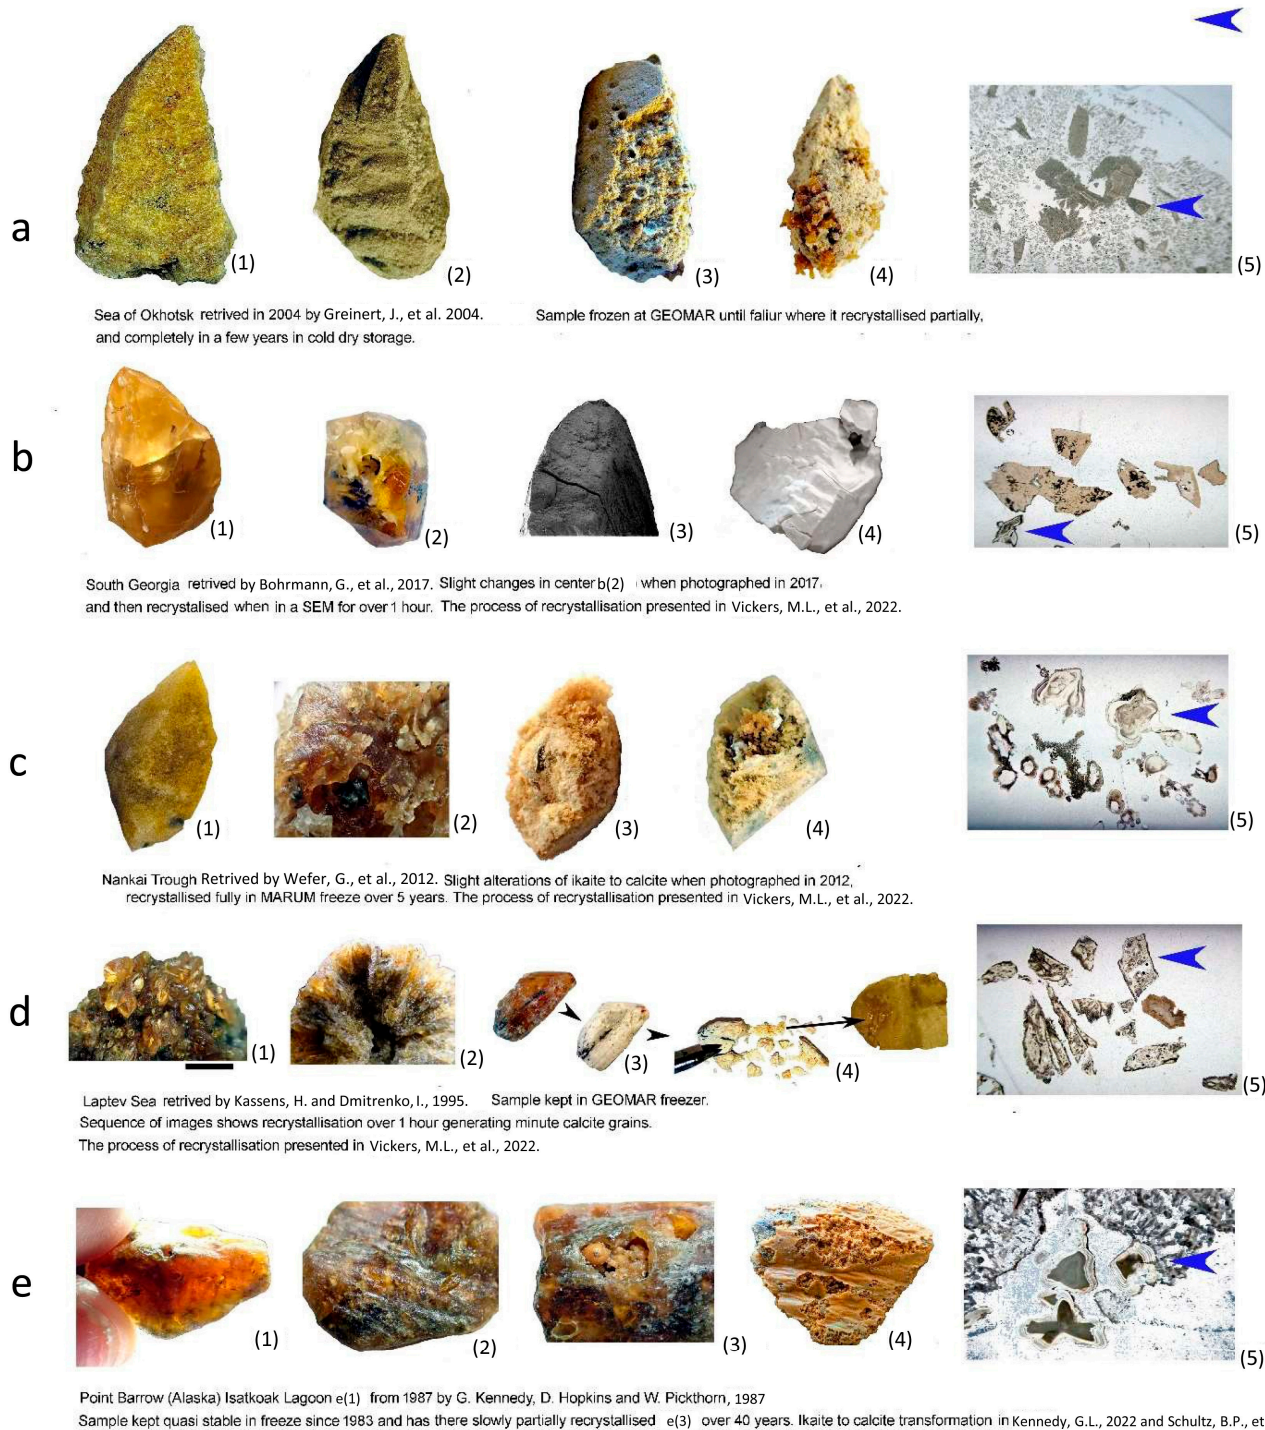 a
(1)
(2)
(3)
(4)
(5)
Sea of Okhotsk retrived in 2004 by Greinert, J., et al. 2004.
and completely in a few years in cold dry storage.
Sample frozen at GEOMAR until faliur where it recrystallised partially,
b
(1)
(2)
(3)
(4)
(5)
South Georgia retrived by Bohrmann, G., et al., 2017. Slight changes in center b(2) when photographed in 2017,
and then recrystalised when in a SEM for over 1 hour. The process of recrystallisation presented in Vickers, M.L., et al., 2022.
c
(1)
(2)
(3)
(4)
(5)
Nankai Trough Retrived by Wefer, G., et al., 2012. Slight alterations of ikaite to calcite when photographed in 2012,
recrystallised fully in MARUM freeze over 5 years. The process of recrystallisation presented in Vickers, M.L., et al., 2022.
d
(1)
(2)
(3)
(4)
(5)
Laptev Sea retrived by Kassens, H. and Dmitrenko, I., 1995. Sample kept in GEOMAR freezer.
Sequence of images shows recrystallisation over 1 hour generating minute calcite grains.
The process of recrystallisation presented in Vickers, M.L., et al., 2022.
e
(1)
(2)
(3)
(4)
(5)
Point Barrow (Alaska) Isatkoak Lagoon e(1) from 1987 by G. Kennedy, D. Hopkins and W. Pickthorn, 1987
Sample kept quasi stable in freeze since 1983 and has there slowly partially recrystallised e(3) over 40 years. Ikaite to calcite transformation in Kennedy, G.L., 2022 and Schultz, B.P., et